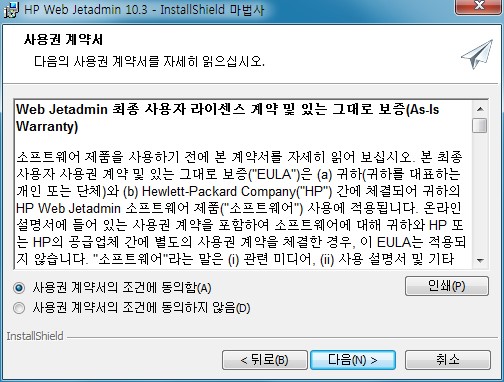 HP Web Jetadmin 10.3 - InstallShield 마법사
사용권 계약서
다음의 사용권 계약서를 자세히 읽으십시오.
Web Jetadmin 최종 사용자 라이센스 계약 및 있는 그대로 보증(As-Is
Warranty)
소프트웨어 제품을 사용하기 전에 본 계약서를 자세히 읽어 보십시오. 본 최종
사용자 사용권 계약 및 있는 그대로 보증("EULA")은 (a) 귀하(귀하를 대표하는
개인 또는 단체)와 (b) Hewlett-Packard Company("HP") 간에 체결되어 귀하의
HP Web Jetadmin 소프트웨어 제품("소프트웨어") 사용에 적용됩니다. 온라인
설명서에 들어 있는 사용권 계약을 포함하여 소프트웨어에 대해 귀하와 HP 또
는 HP의 공급업체 간에 별도의 사용권 계약을 체결한 경우, 이 EULA는 적용되
지 않습니다. "소프트웨어"라는 말은 (i) 관련 미디어, (ii) 사용 설명서 및 기타
사용권 계약서의 조건에 동의함(A)
인쇄(P)
사용권 계약서의 조건에 동의하지 않음(D)
InstallShield
< 뒤로(B)
다음(N) >
취소